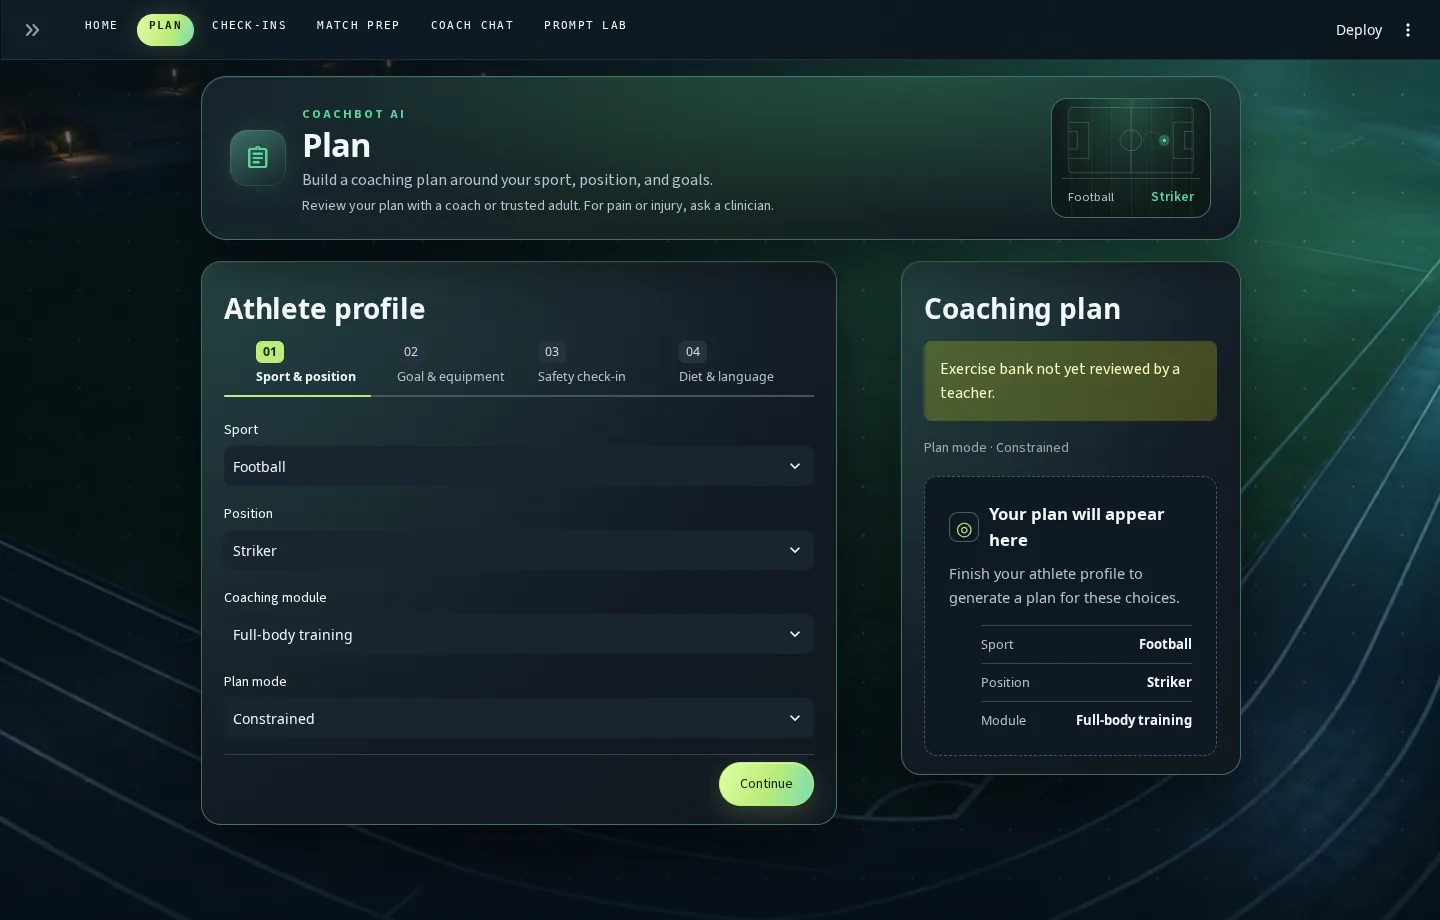 HOME
PLAN
CHECK-INS
MATCH PREP
COACH CHAT
PROMPT LAB
Deploy
COACHBOT AI
Plan
Build a coaching plan around your sport, position, and goals.
Review your plan with a coach or trusted adult. For pain or injury, ask a clinician.
Football
Striker
Athlete profile
01
Sport & position
02
Goal & equipment
03
Safety check-in
04
Diet & language
Sport
Football
Position
Striker
Coaching module
Full-body training
Plan mode
Constrained
Continue
Coaching plan
Exercise bank not yet reviewed by a
teacher.
Plan mode · Constrained
Your plan will appear
here
Finish your athlete profile to
generate a plan for these choices.
Sport Football
Position Striker
Module Full-body training